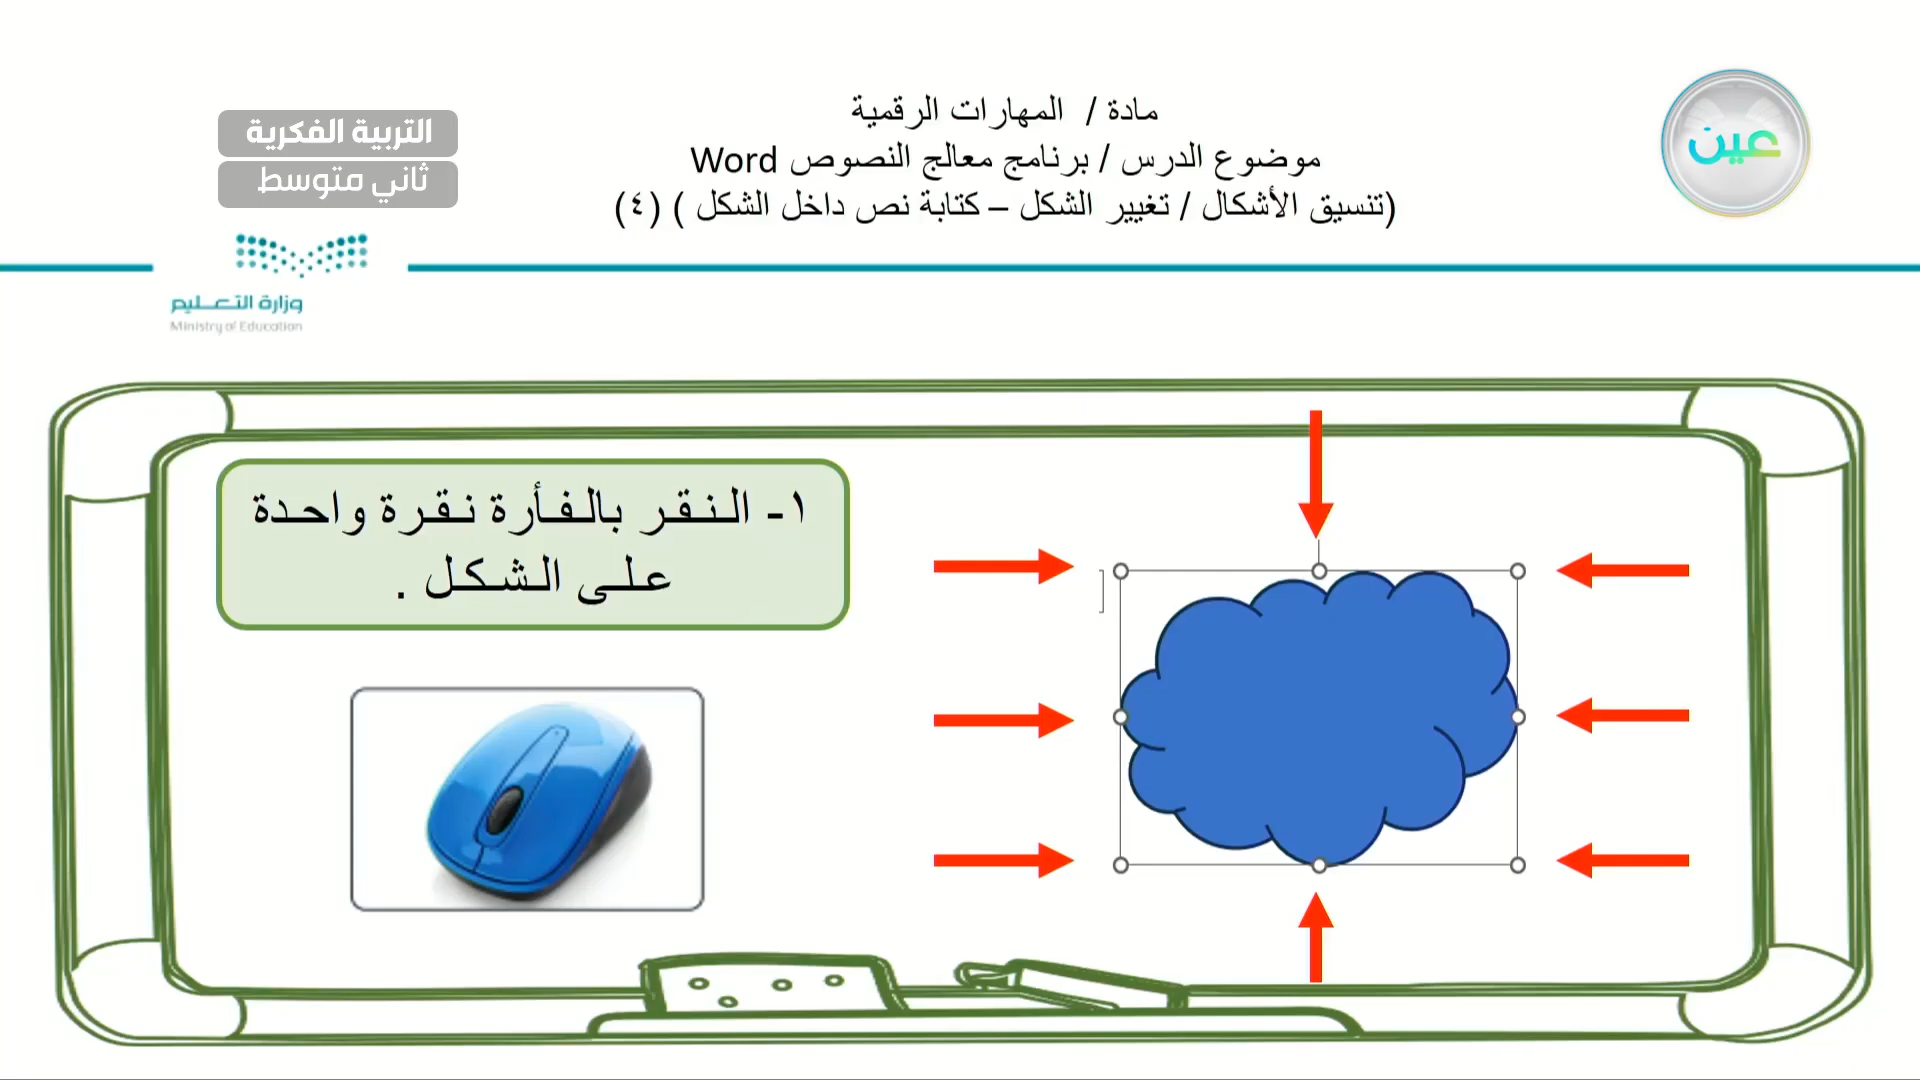 عين
مادة / المهارات الرقمية
موضوع الدرس / برنامج معالج النصوص Word
(تنسيق الأشكال / تغيير الشكل – كتابة نص داخل الشكل ) (٤)
التربية الفكرية
ثاني متوسط
وزارة التعليم
Ministry of Education
١- النقر بالفأرة نقرة واحدة
على الشكل .